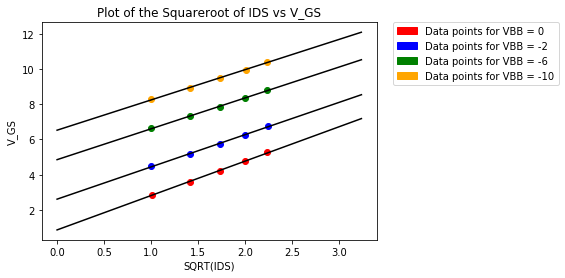 Plot of the Squareroot of IDS vs V_GS
Data points for VBB = 0
Data points for VBB = -2
Data points for VBB = -6
Data points for VBB = -10
V_GS
12
10
8
6
4
2
0.0 0.5 1.0 1.5 2.0 2.5 3.0
SQRT(IDS)